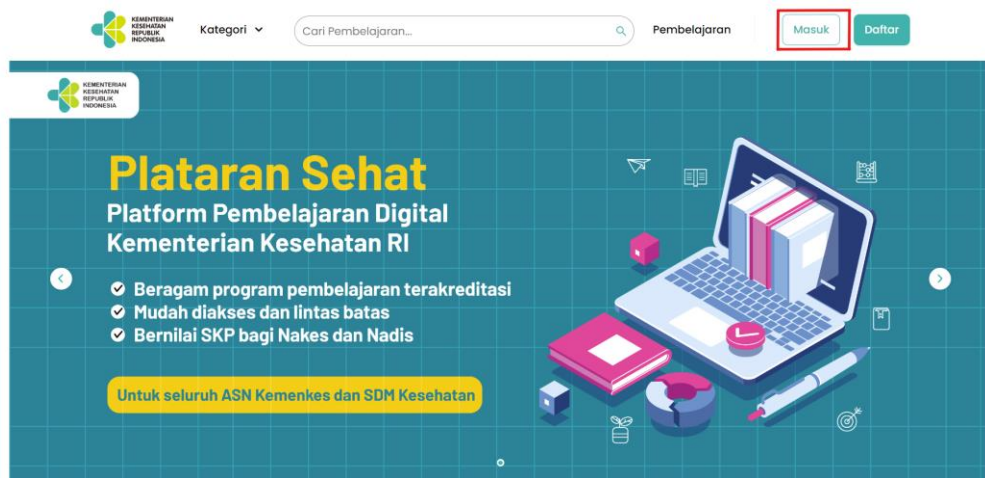 KEMENTERIAN
KESEHATAN
REPUBLIK
INDONESIA
Kategori
Cari Pembelajaran...
Pembelajaran
Masuk
Daftar
KEMENTERIAN
KESEHATAN
REPUBLIK
INDONESIA
Plataran Sehat
Platform Pembelajaran Digital
Kementerian Kesehatan RI
Beragam program pembelajaran terakreditasi
Mudah diakses dan lintas batas
Bernilai SKP bagi Nakes dan Nadis
Untuk seluruh ASN Kemenkes dan SDM Kesehatan